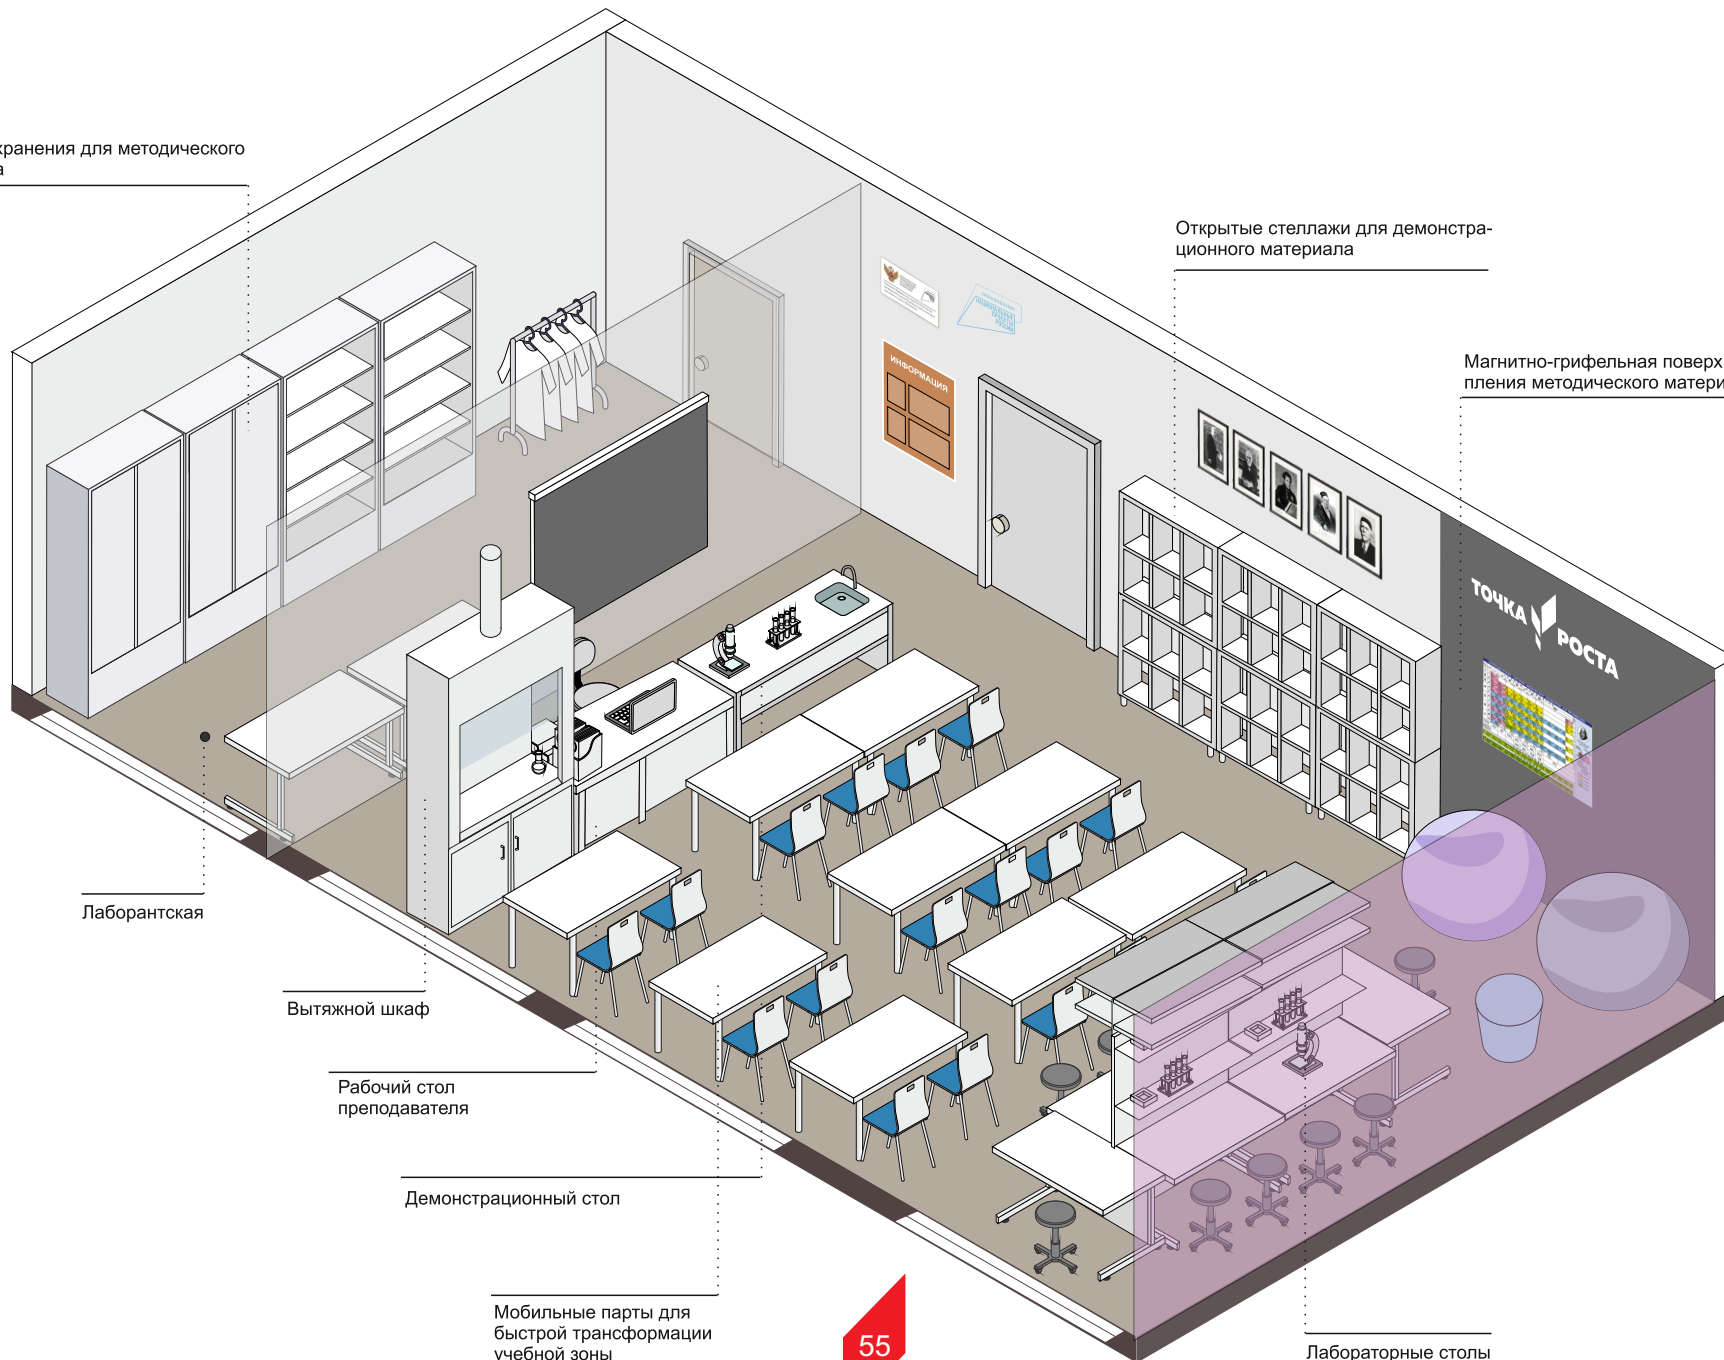 хранения для методического
а
Открытые стеллажи для демонстра-
ционного материала
Магнитно-грифельная поверх
пления методического матери
ИНФОРМАЦИЯ
ТОЧКА
РОСТА
Лаборантская
Вытяжной шкаф
Рабочий стол
преподавателя
Демонстрационный стол
Мобильные парты для
быстрой трансформации
учебной зоны
55
Лабораторные столы